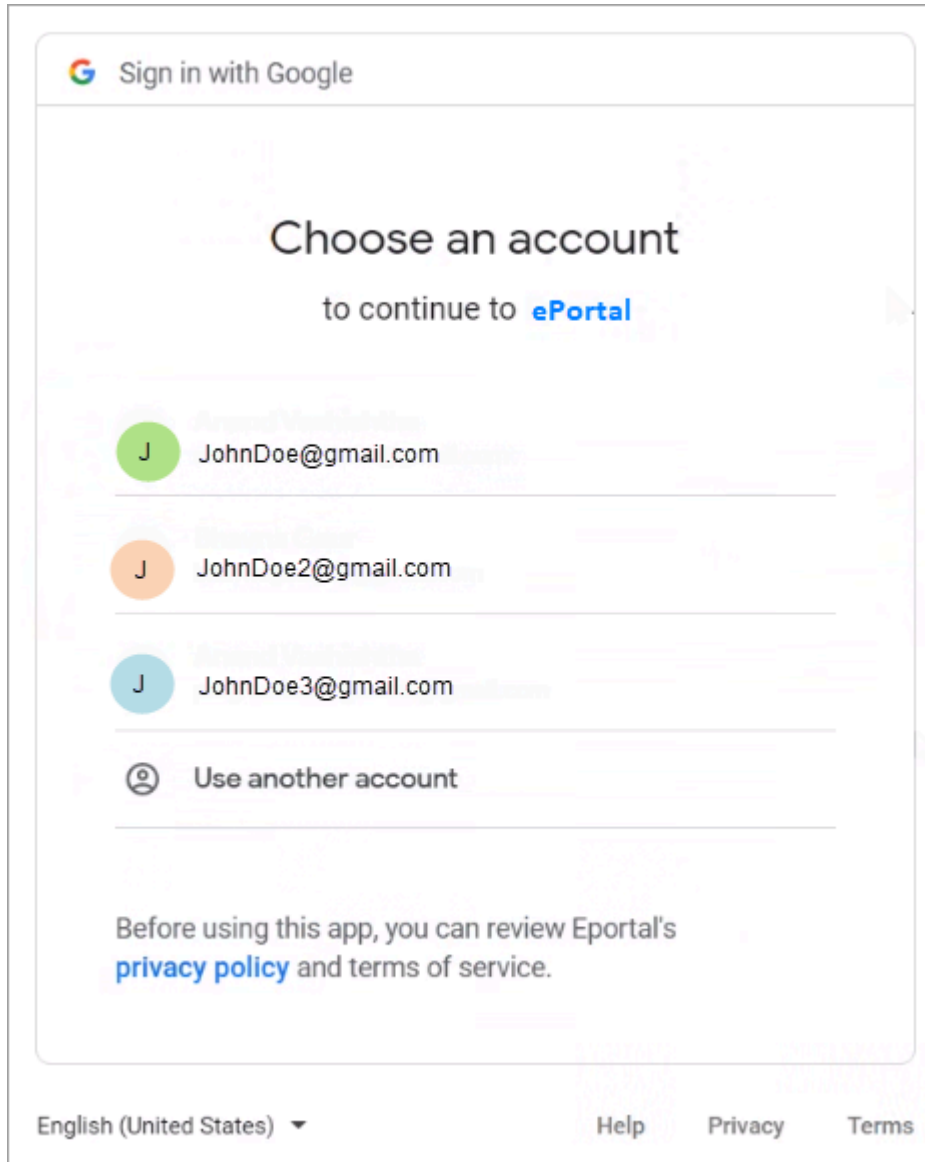 Sign in with Google
Choose an account
to continue to ePortal
J JohnDoe@gmail.com
J JohnDoe2@gmail.com
J JohnDoe3@gmail.com
Use another account
Before using this app, you can review Eportal's
privacy policy and terms of service.
English (United States) Help Privacy Terms